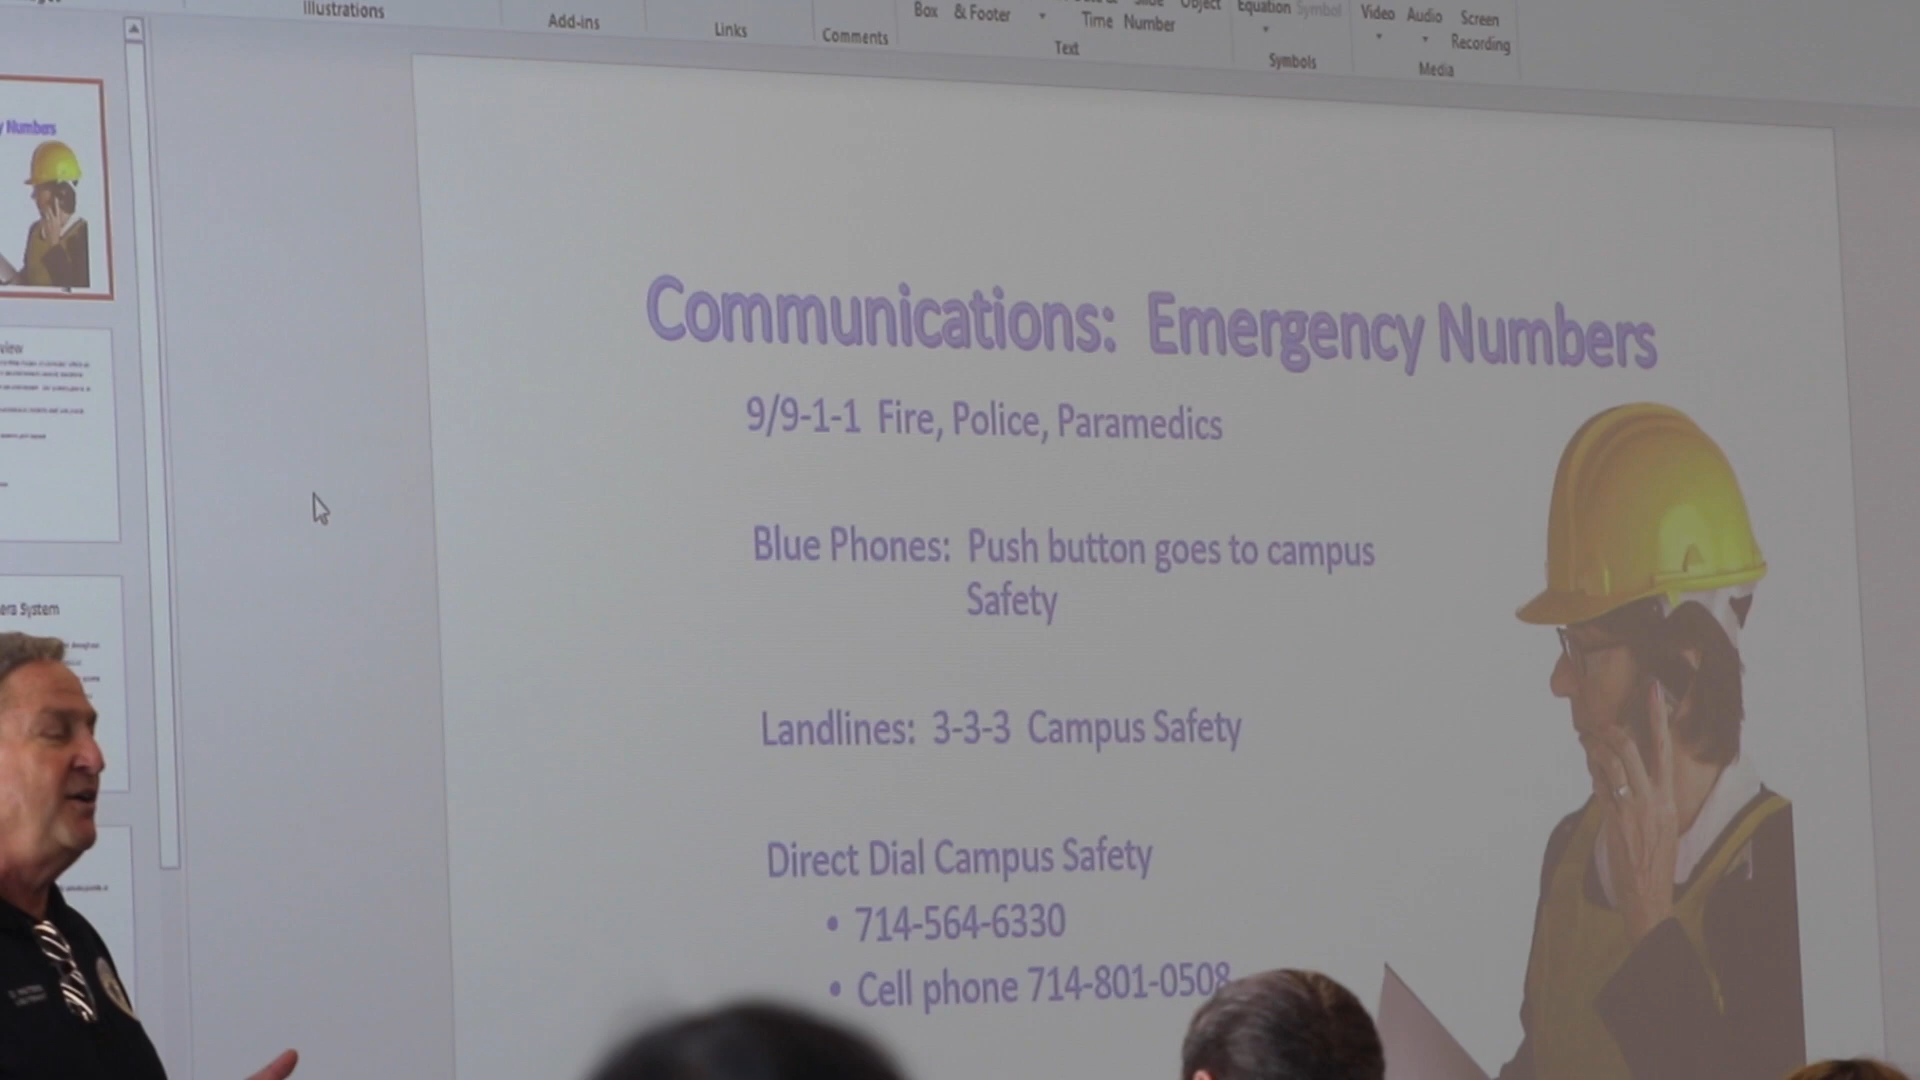 Illustrations
Add-ins
Links
Comments
Box & Footer
Time Number
Object
Text
Equation Symbol
Symbols
Video Audio Screen
Recording
Media
Numbers
Communications: Emergency Numbers
9/9-1-1 Fire, Police, Paramedics
Blue Phones: Push button goes to campus
Safety
Landlines: 3-3-3 Campus Safety
Direct Dial Campus Safety
• 714-564-6330
• Cell phone 714-801-0508
System